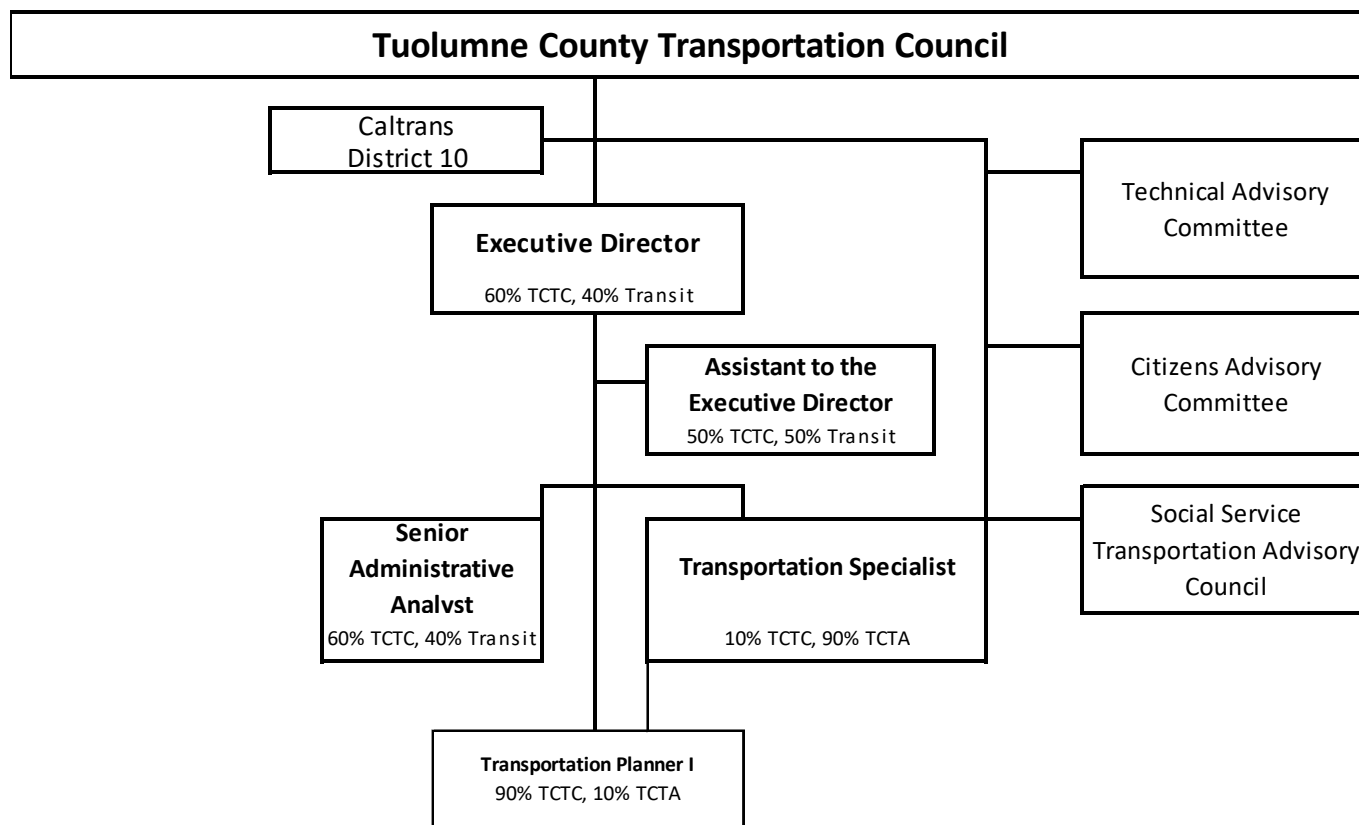 Tuolumne County Transportation Council
Caltrans
District 10
Technical Advisory
Committee
Executive Director
60% TCTC, 40% Transit
Assistant to the
Executive Director
50% TCTC, 50% Transit
Citizens Advisory
Committee
Senior
Administrative
Analyst
60% TCTC, 40% Transit
Transportation Specialist
10% TCTC, 90% TCTA
Social Service
Transportation Advisory
Council
Transportation Planner I
90% TCTC, 10% TCTA